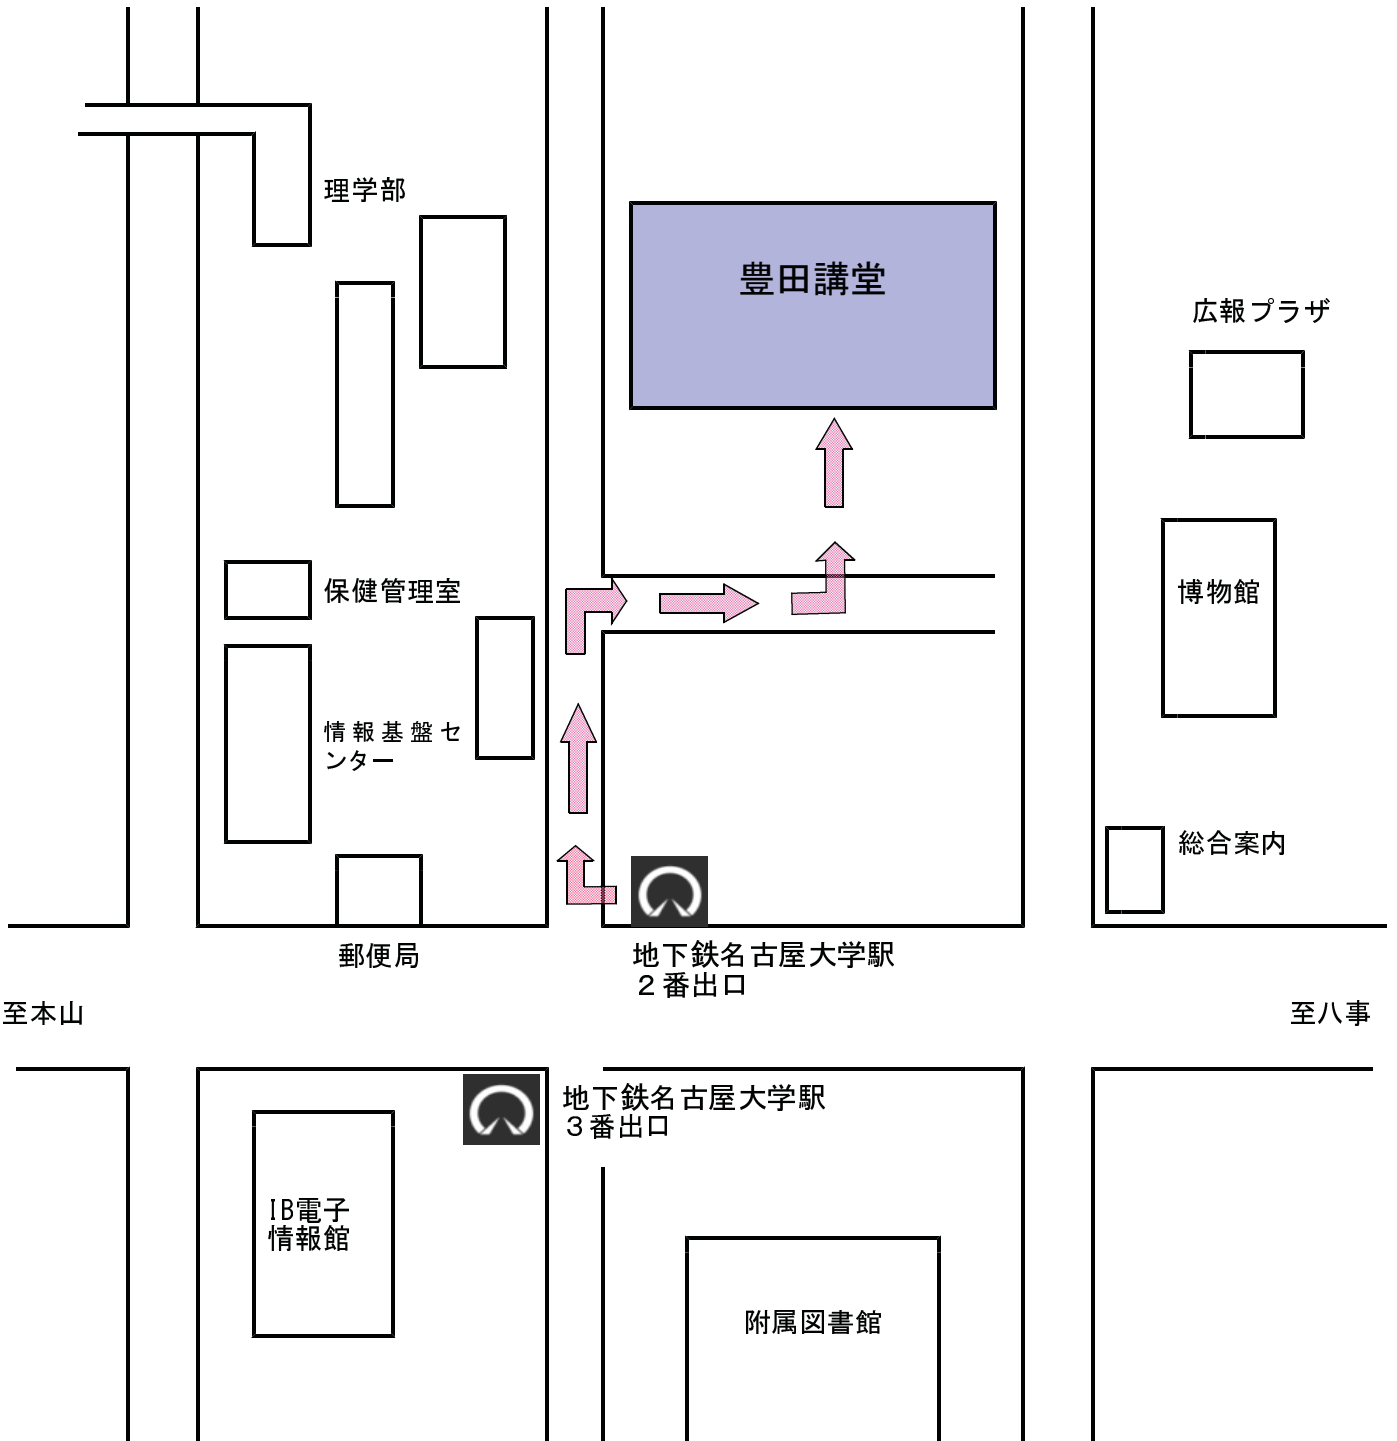 理学部
豊田講堂
広報プラザ
保健管理室
博物館
情報基盤セ
ンター
総合案内
郵便局
地下鉄名古屋大学駅
２番出口
至本山
至八事
地下鉄名古屋大学駅
３番出口
IB電子
情報館
附属図書館